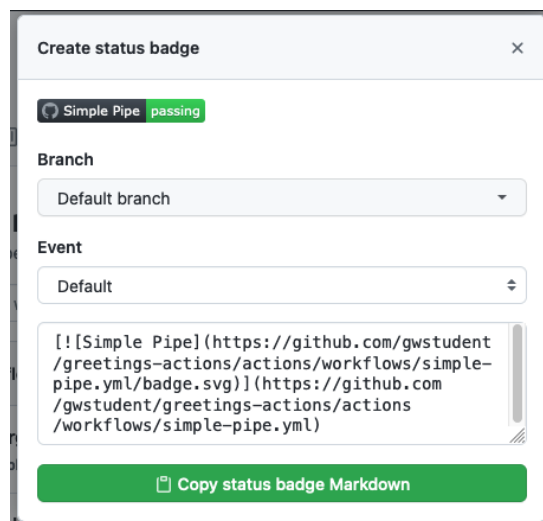 Create status badge
Simple Pipe passing
Branch
Default branch
Event
Default
[![Simple Pipe](https://github.com/gwstudent
/greetings-actions/actions/workflows/simple-
pipe.yml/badge.svg)](https://github.com
/gwstudent/greetings-actions/actions
/workflows/simple-pipe.yml)
Copy status badge Markdown